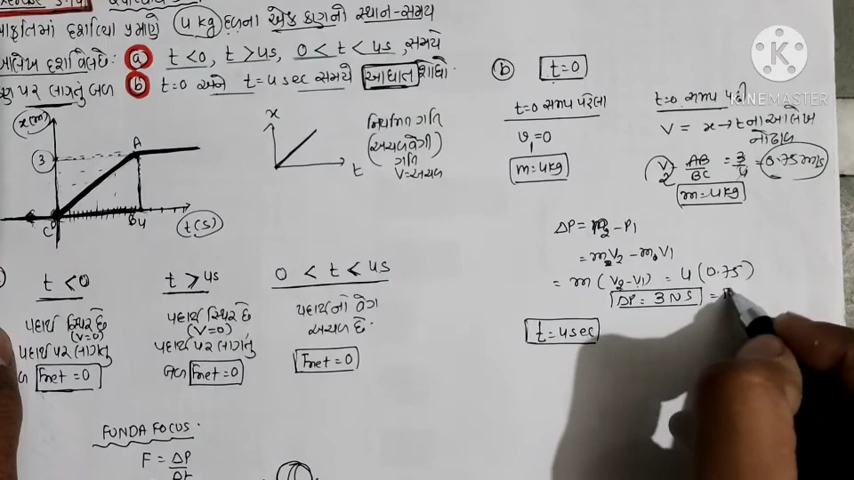 આકૃતિમાં દર્શાવ્યા પ્રમાણે 4 kg દળના એક કણનો સ્થાન-સમય
આલેખ દર્શાવેલ છે. (a) t < 0, t > 4s, 0 < t < 4s, સમયે
કણ પર લાગતું બળ (b) t=0 અને t=4 sec સમયે આઘાત શોધો
KINEMASTER
x(m)
3
A
C
B
4
t(s)
x
t
નિયમિત ગતિ
(અચળવેગી)
ગતિ
V=અચળ
t < 0
પદાર્થ સ્થિર છે
(V=0)
પદાર્થ પર લાગતું
બળ Fnet = 0
t > 4s
પદાર્થ સ્થિર છે
(V=0)
પદાર્થ પર લાગતું
બળ Fnet = 0
0 < t < 4s
પદાર્થનો વેગ
અચળ છે.
Fnet = 0
(b) t=0
t=0 સમય પહેલા
v1=0
m=4kg
t=0 સમય પછી
V = x→t ના આલેખ
નો ઢાળ
V2 = AB/BC = 3/4 = 0.75 m/s
m=4kg
ΔP = P2 - P1
= mV2 - mV1
= m (V2 - V1) = 4 (0.75)
ΔP = 3 NS =
t = 4 sec
FUNDA FOCUS.
F = ΔP/Δt